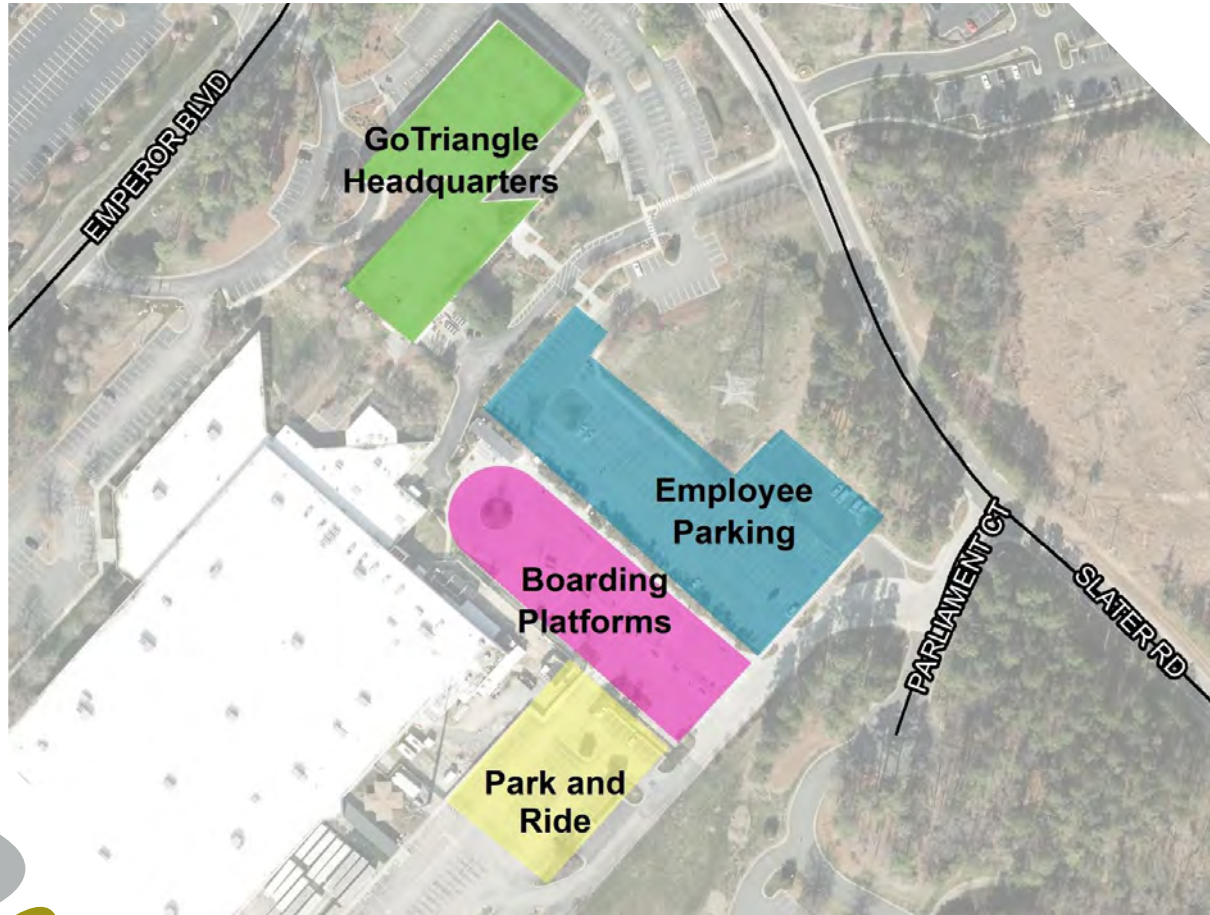 EMPEROR BLVD
GoTriangle
Headquarters
Employee
Parking
Boarding
Platforms
PARLIAMENT CT
SLATER RD
Park and
Ride